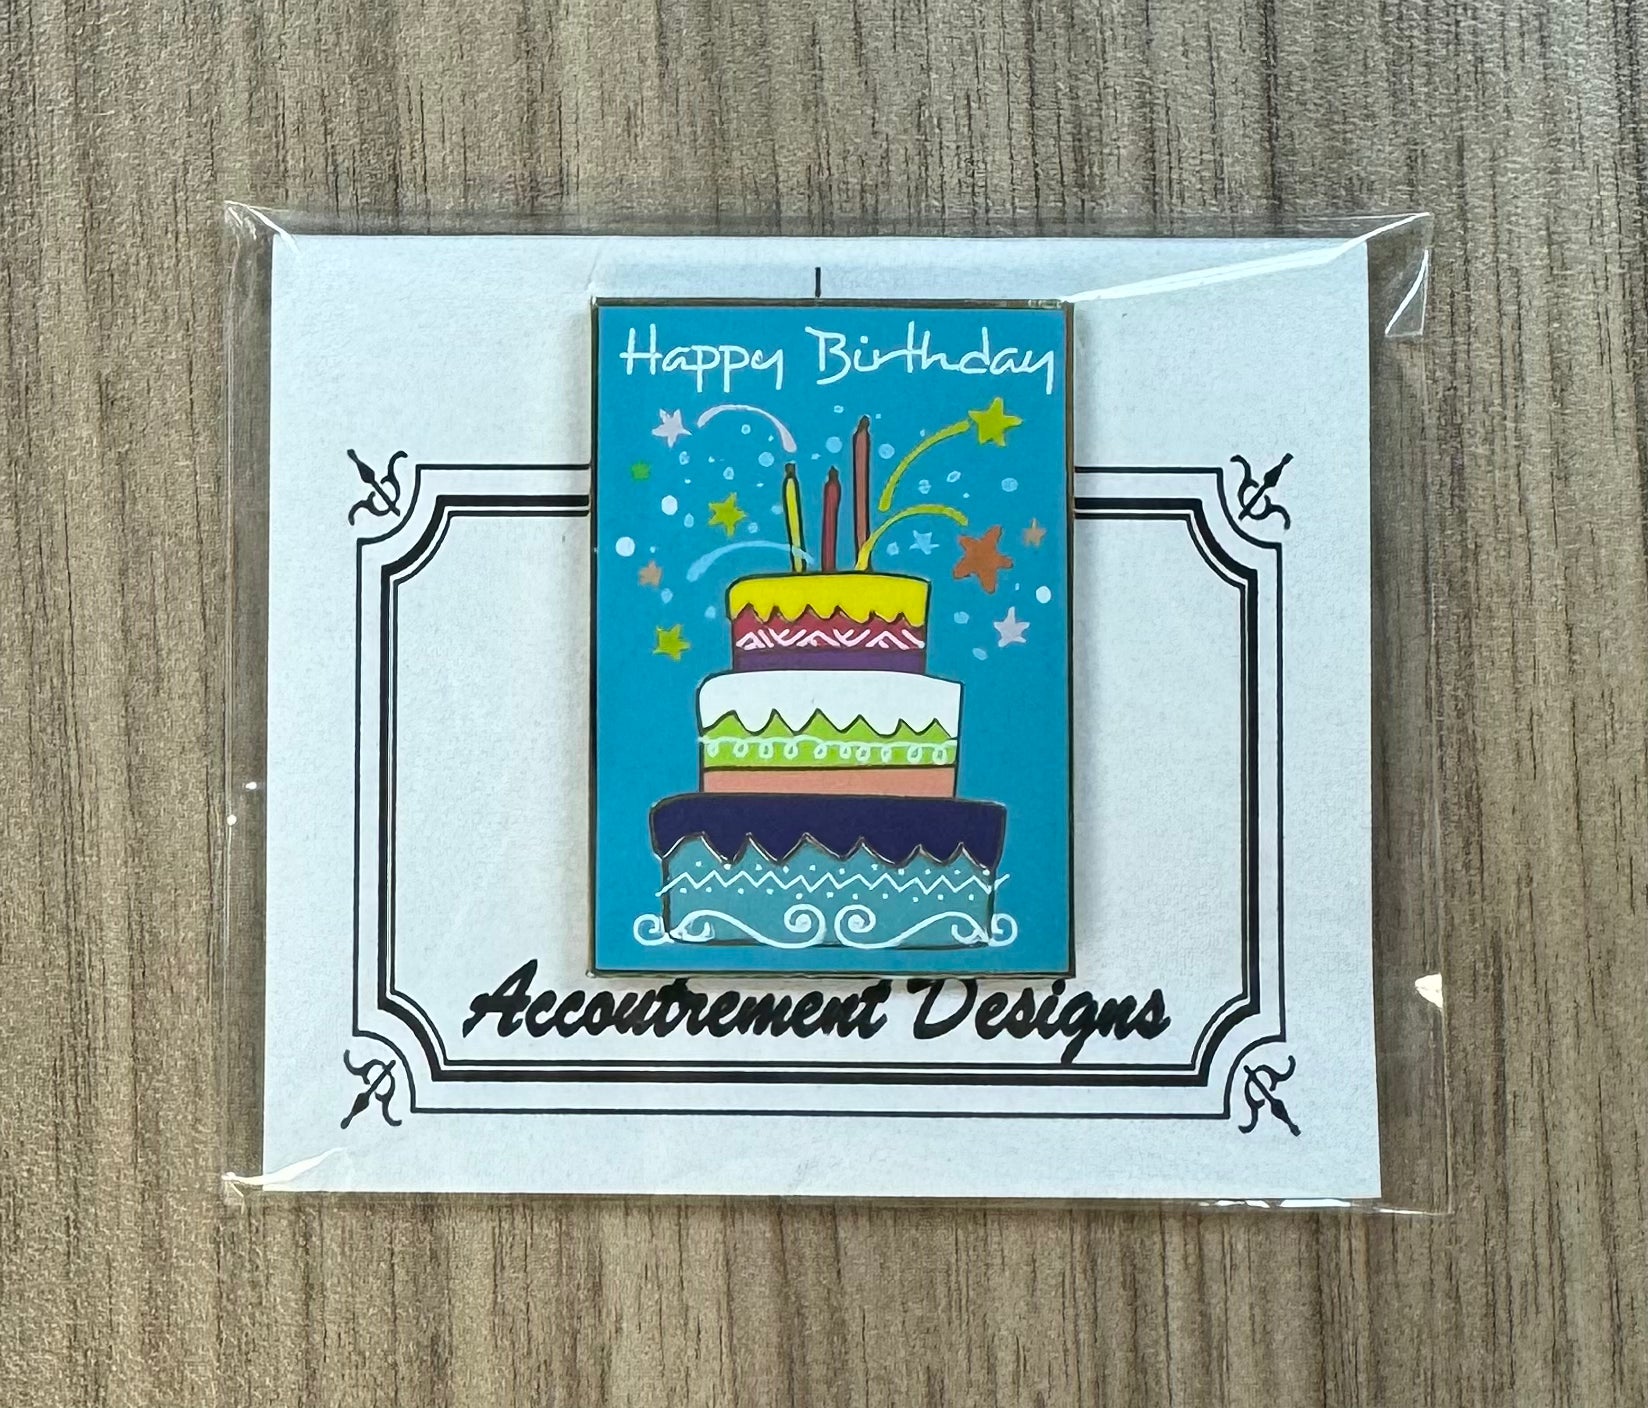 Happy Birthday
Accoutrement Designs